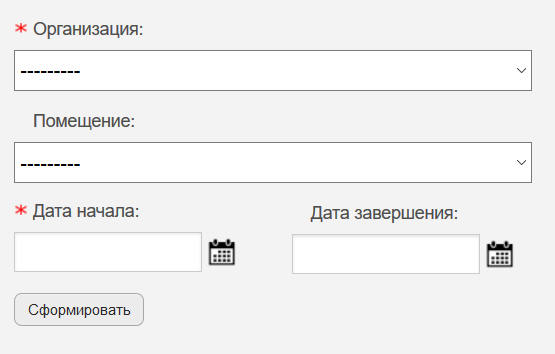 * Организация:
---------
Помещение:
---------
* Дата начала:
Дата завершения:
Сформировать